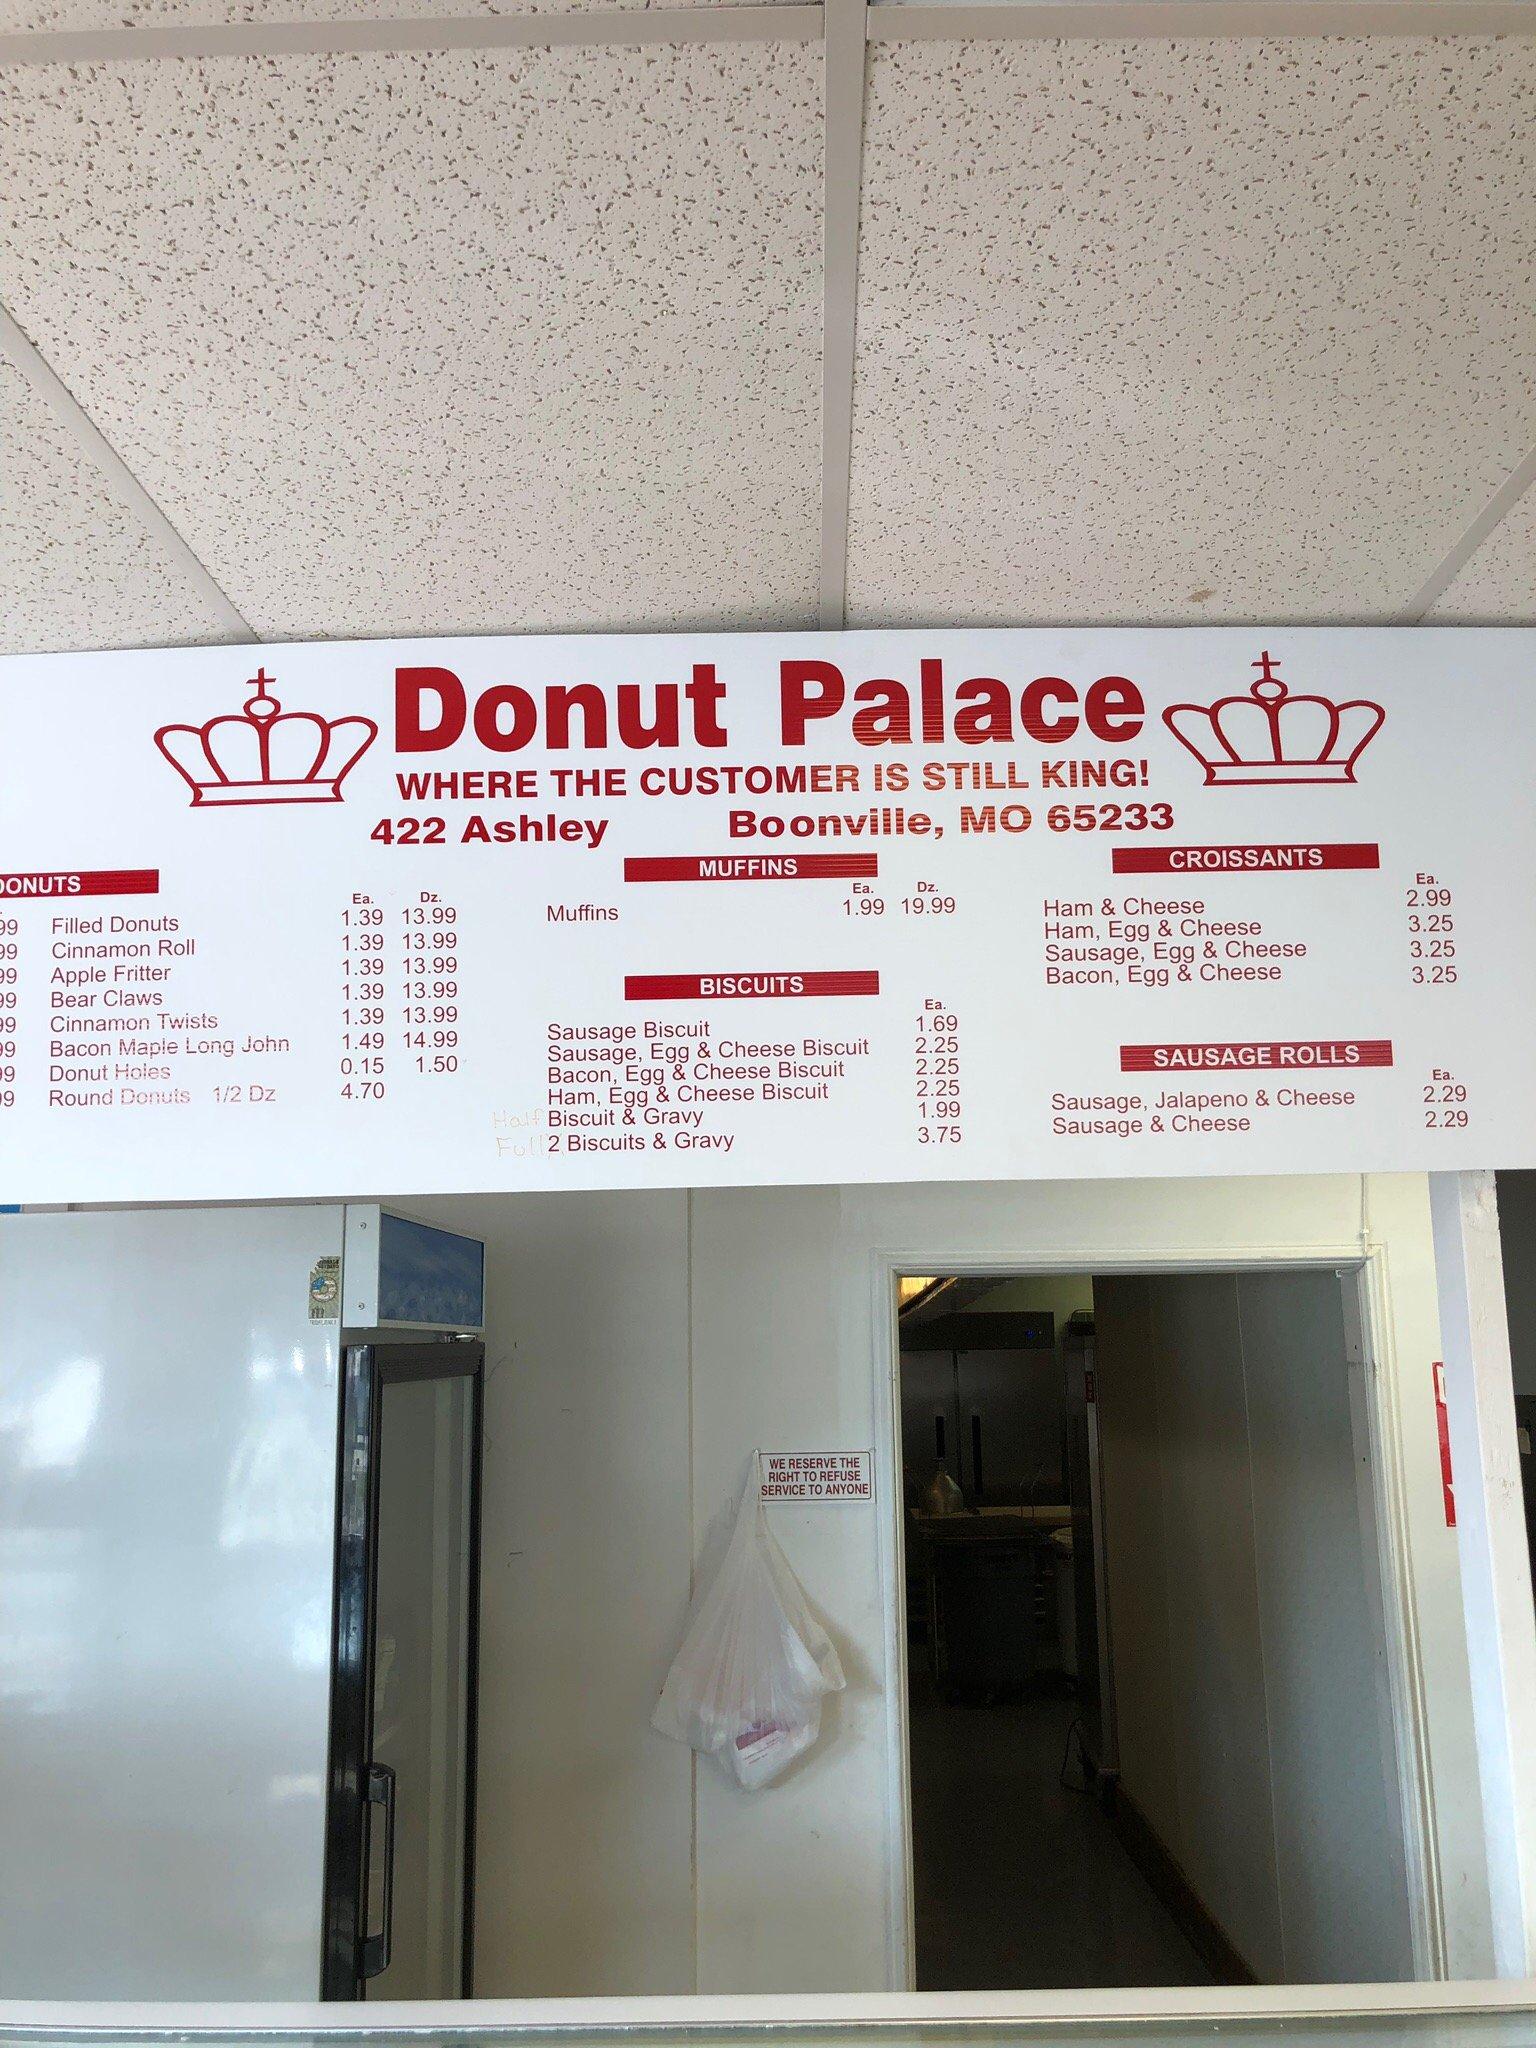 Donut Palace
WHERE THE CUSTOMER IS STILL KING!
422 Ashley Boonville, MO 65233
DONUTS
Ea. Dz.
99 Filled Donuts 1.39 13.99
99 Cinnamon Roll 1.39 13.99
99 Apple Fritter 1.39 13.99
99 Bear Claws 1.39 13.99
99 Cinnamon Twists 1.39 13.99
99 Bacon Maple Long John 1.49 14.99
99 Donut Holes 0.15 1.50
99 Round Donuts 1/2 Dz 4.70
MUFFINS
Ea. Dz.
Muffins 1.99 19.99
BISCUITS
Ea.
Sausage Biscuit 1.69
Sausage, Egg & Cheese Biscuit 2.25
Bacon, Egg & Cheese Biscuit 2.25
Ham, Egg & Cheese Biscuit 2.25
Half Biscuit & Gravy 1.99
Full 2 Biscuits & Gravy 3.75
CROISSANTS
Ea.
Ham & Cheese 2.99
Ham, Egg & Cheese 3.25
Sausage, Egg & Cheese 3.25
Bacon, Egg & Cheese 3.25
SAUSAGE ROLLS
Ea.
Sausage, Jalapeno & Cheese 2.29
Sausage & Cheese 2.29
WE RESERVE THE
RIGHT TO REFUSE
SERVICE TO ANYONE